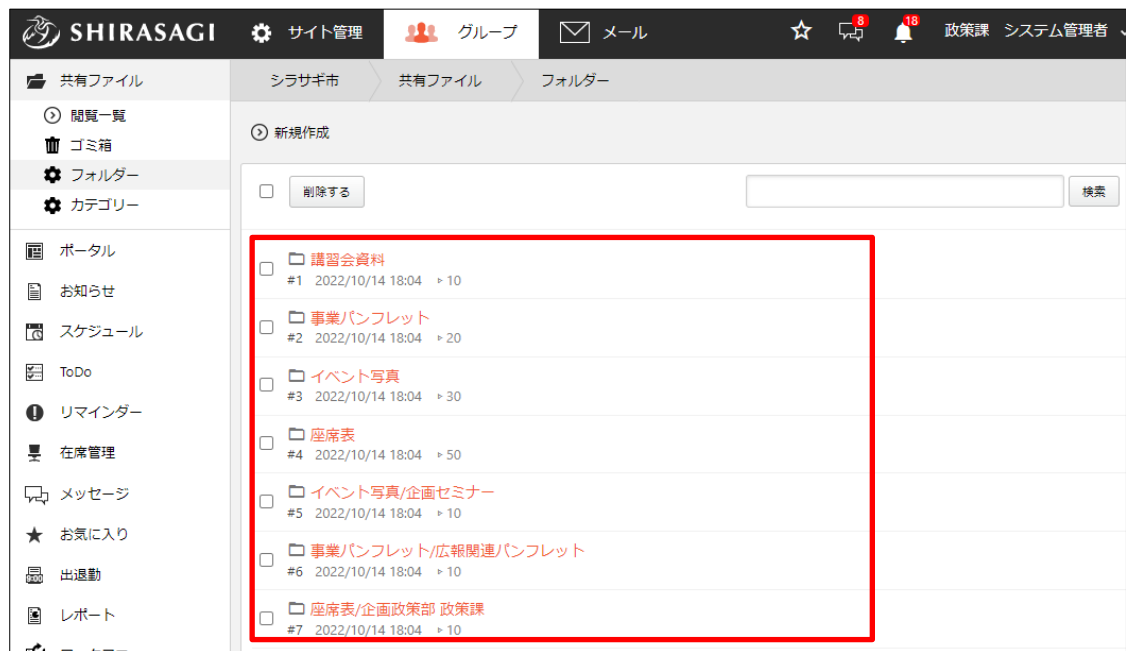 SHIRASAGI サイト管理 グループ メール 8 18 政策課 システム管理者
共有ファイル
閲覧一覧
ゴミ箱
フォルダー
カテゴリー
ポータル
お知らせ
スケジュール
ToDo
リマインダー
在席管理
メッセージ
お気に入り
出退勤
レポート
シラサギ市 共有ファイル フォルダー
新規作成
削除する 検索
講習会資料
#1 2022/10/14 18:04 10
事業パンフレット
#2 2022/10/14 18:04 20
イベント写真
#3 2022/10/14 18:04 30
座席表
#4 2022/10/14 18:04 50
イベント写真/企画セミナー
#5 2022/10/14 18:04 10
事業パンフレット/広報関連パンフレット
#6 2022/10/14 18:04 10
座席表/企画政策部 政策課
#7 2022/10/14 18:04 10